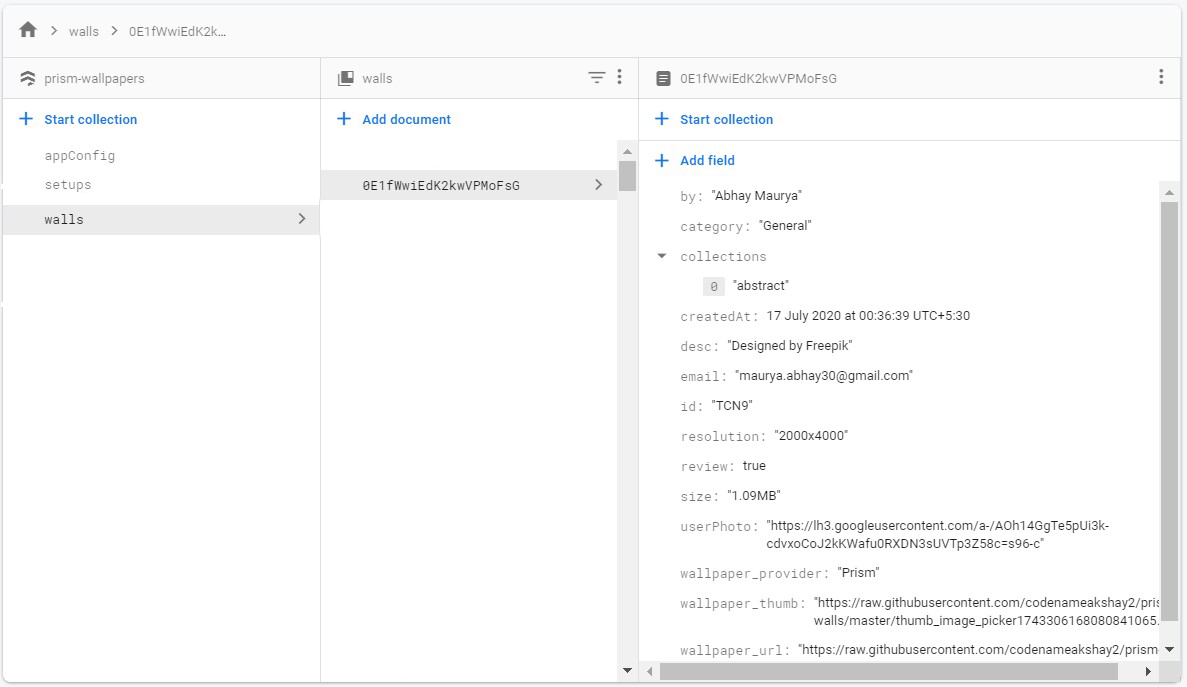 walls
0E1fWwiEdK2k...
prism-wallpapers
walls
0E1fWwiEdK2kwVPMoFsG
Start collection
Add document
Start collection
appConfig
setups
walls
0E1fWwiEdK2kwVPMoFsG
Add field
by: "Abhay Maurya"
category: "General"
collections
0 "abstract"
createdAt: 17 July 2020 at 00:36:39 UTC+5:30
desc: "Designed by Freepik"
email: "maurya.abhay30@gmail.com"
id: "TCN9"
resolution: "2000x4000"
review: true
size: "1.09MB"
userPhoto: "https://lh3.googleusercontent.com/a-/AOh14GgTe5pUi3k-
cdvxoCoJ2kKWafu0RXDN3sUVTp3Z58c=s96-c"
wallpaper_provider: "Prism"
wallpaper_thumb: "https://raw.githubusercontent.com/codenameakshay2/pris
walls/master/thumb_image_picker1743306168080841065.
wallpaper_url: "https://raw.githubusercontent.com/codenameakshay2/prism